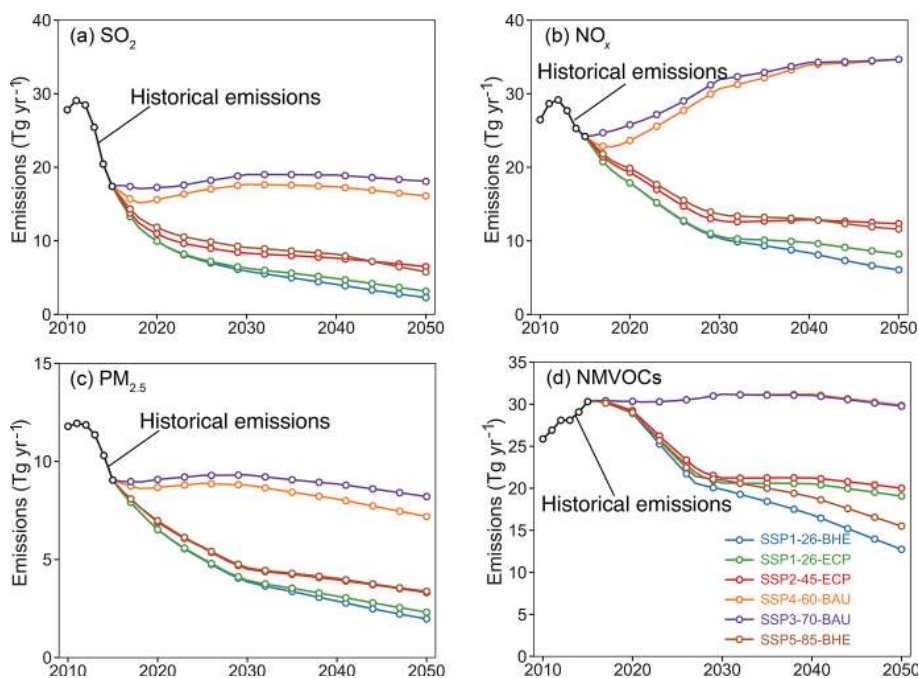 (a) SO2
Emissions (Tg yr−1)
40
30
20
10
0
Historical emissions
2010 2020 2030 2040 2050
(b) NOx
Emissions (Tg yr−1)
40
30
20
10
0
Historical emissions
2010 2020 2030 2040 2050
(c) PM2.5
Emissions (Tg yr−1)
15
10
5
0
Historical emissions
2010 2020 2030 2040 2050
(d) NMVOCs
Emissions (Tg yr−1)
35
30
25
20
15
10
5
0
Historical emissions
SSP1-26-BHE
SSP1-26-ECP
SSP2-45-ECP
SSP4-60-BAU
SSP3-70-BAU
SSP5-85-BHE
2010 2020 2030 2040 2050